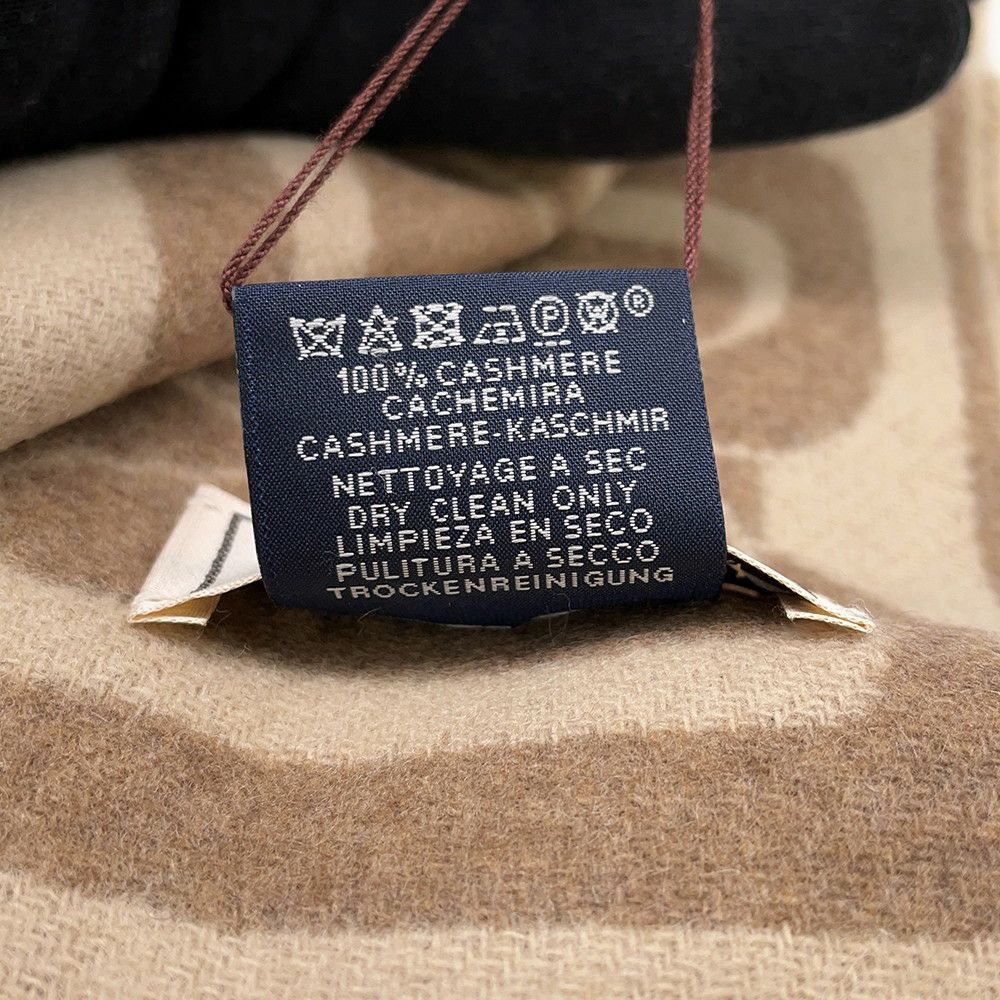 P W ®
100% CASHMERE
CACHEMIRA
CASHMERE-KASCHMIR
NETTOYAGE A SEC
DRY CLEAN ONLY
LIMPIEZA EN SECO
PULITURA A SECCO
TROCKENREINIGUNG